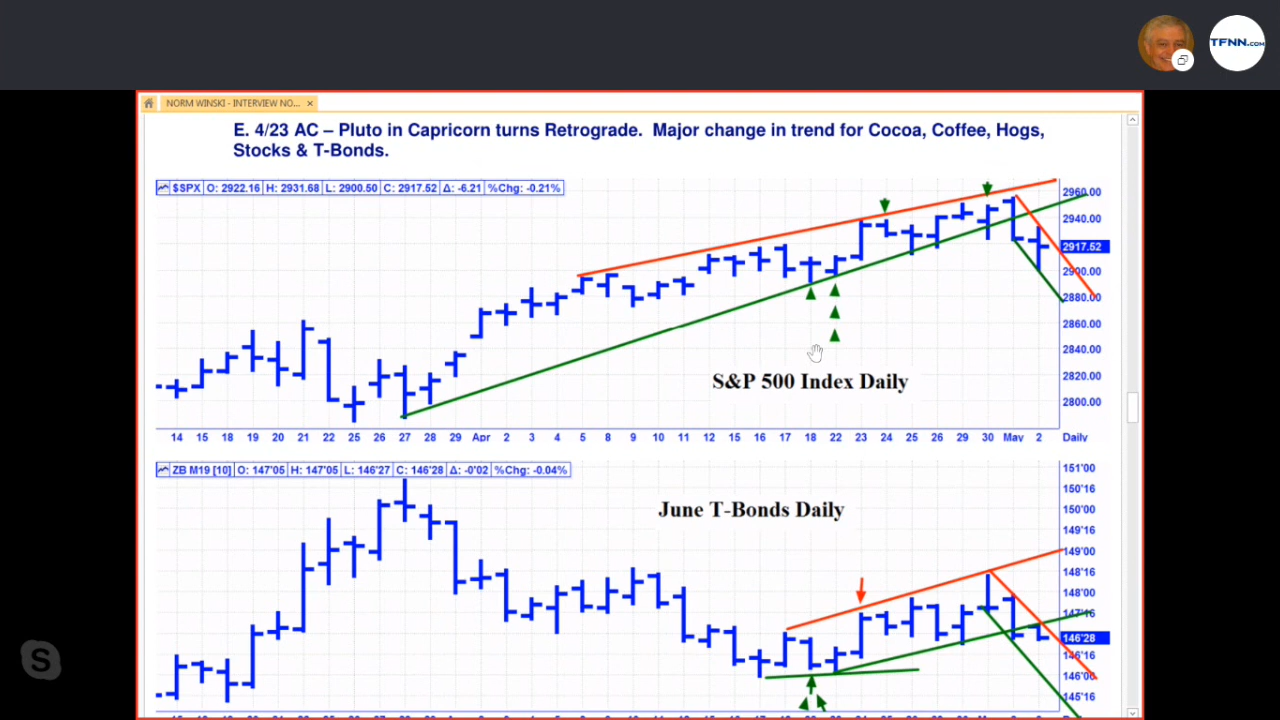 TFNN.COM
NORM WINSKI - INTERVIEW NO...
E. 4/23 AC – Pluto in Capricorn turns Retrograde. Major change in trend for Cocoa, Coffee, Hogs,
Stocks & T-Bonds.
$SPX O: 2922.16 H: 2931.68 L: 2900.50 C: 2917.52 Δ: -6.21 %Chg: -0.21%
2960.00
2940.00
2917.52
2900.00
2880.00
2860.00
2840.00
2820.00
2800.00
S&P 500 Index Daily
14 15 18 19 20 21 22 25 26 27 28 29 Apr 2 3 4 5 8 9 10 11 12 15 16 17 18 22 23 24 25 26 29 30 May 2 Daily
ZB M19 [10] O: 147'05 H: 147'05 L: 146'27 C: 146'28 Δ: -0'02 %Chg: -0.04%
151'00
150'16
150'00
149'16
149'00
148'16
148'00
147'16
146'28
146'16
146'00
145'16
June T-Bonds Daily
S